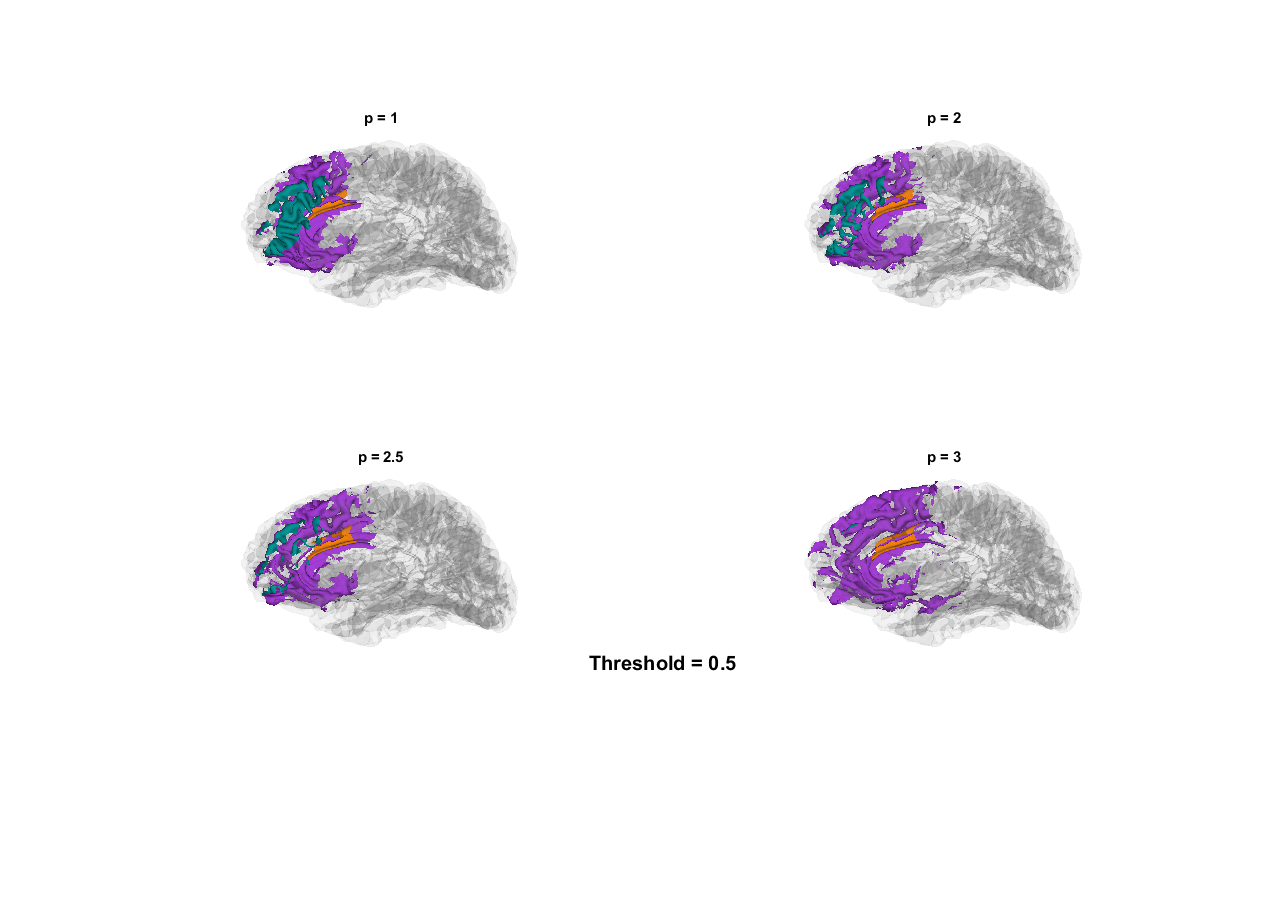 p = 1
p = 2
p = 2.5
p = 3
Threshold = 0.5